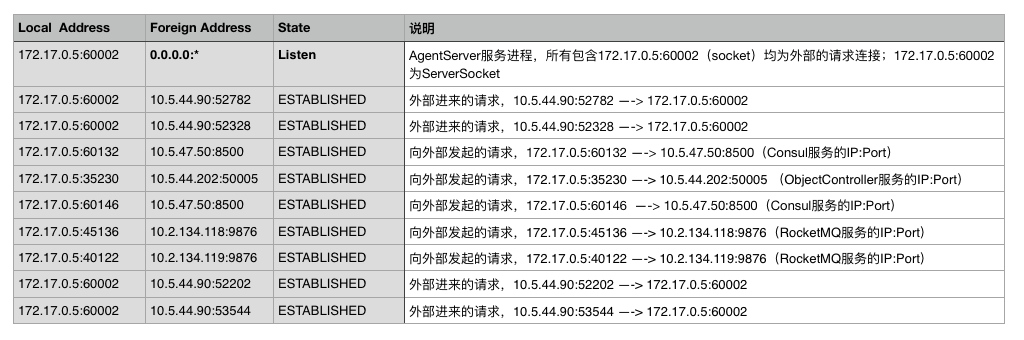 Local  Address Foreign Address State 说明
172.17.0.5:60002 0.0.0.0:* Listen AgentServer服务进程，所有包含172.17.0.5:60002（socket）均为外部的请求连接；172.17.0.5:60002
为ServerSocket
172.17.0.5:60002 10.5.44.90:52782 ESTABLISHED 外部进来的请求，10.5.44.90:52782 —-> 172.17.0.5:60002
172.17.0.5:60002 10.5.44.90:52328 ESTABLISHED 外部进来的请求，10.5.44.90:52328 —-> 172.17.0.5:60002
172.17.0.5:60132 10.5.47.50:8500 ESTABLISHED 向外部发起的请求，172.17.0.5:60132 —-> 10.5.47.50:8500（Consul服务的IP:Port）
172.17.0.5:35230 10.5.44.202:50005 ESTABLISHED 向外部发起的请求，172.17.0.5:35230 —-> 10.5.44.202:50005 （ObjectController服务的IP:Port）
172.17.0.5:60146 10.5.47.50:8500 ESTABLISHED 向外部发起的请求，172.17.0.5:60146  —-> 10.5.47.50:8500（Consul服务的IP:Port）
172.17.0.5:45136 10.2.134.118:9876 ESTABLISHED 向外部发起的请求，172.17.0.5:45136 —-> 10.2.134.118:9876（RocketMQ服务的IP:Port）
172.17.0.5:40122 10.2.134.119:9876 ESTABLISHED 向外部发起的请求，172.17.0.5:40122 —-> 10.2.134.119:9876（RocketMQ服务的IP:Port）
172.17.0.5:60002 10.5.44.90:52202 ESTABLISHED 外部进来的请求，10.5.44.90:52202 —-> 172.17.0.5:60002
172.17.0.5:60002 10.5.44.90:53544 ESTABLISHED 外部进来的请求，10.5.44.90:53544 —-> 172.17.0.5:60002